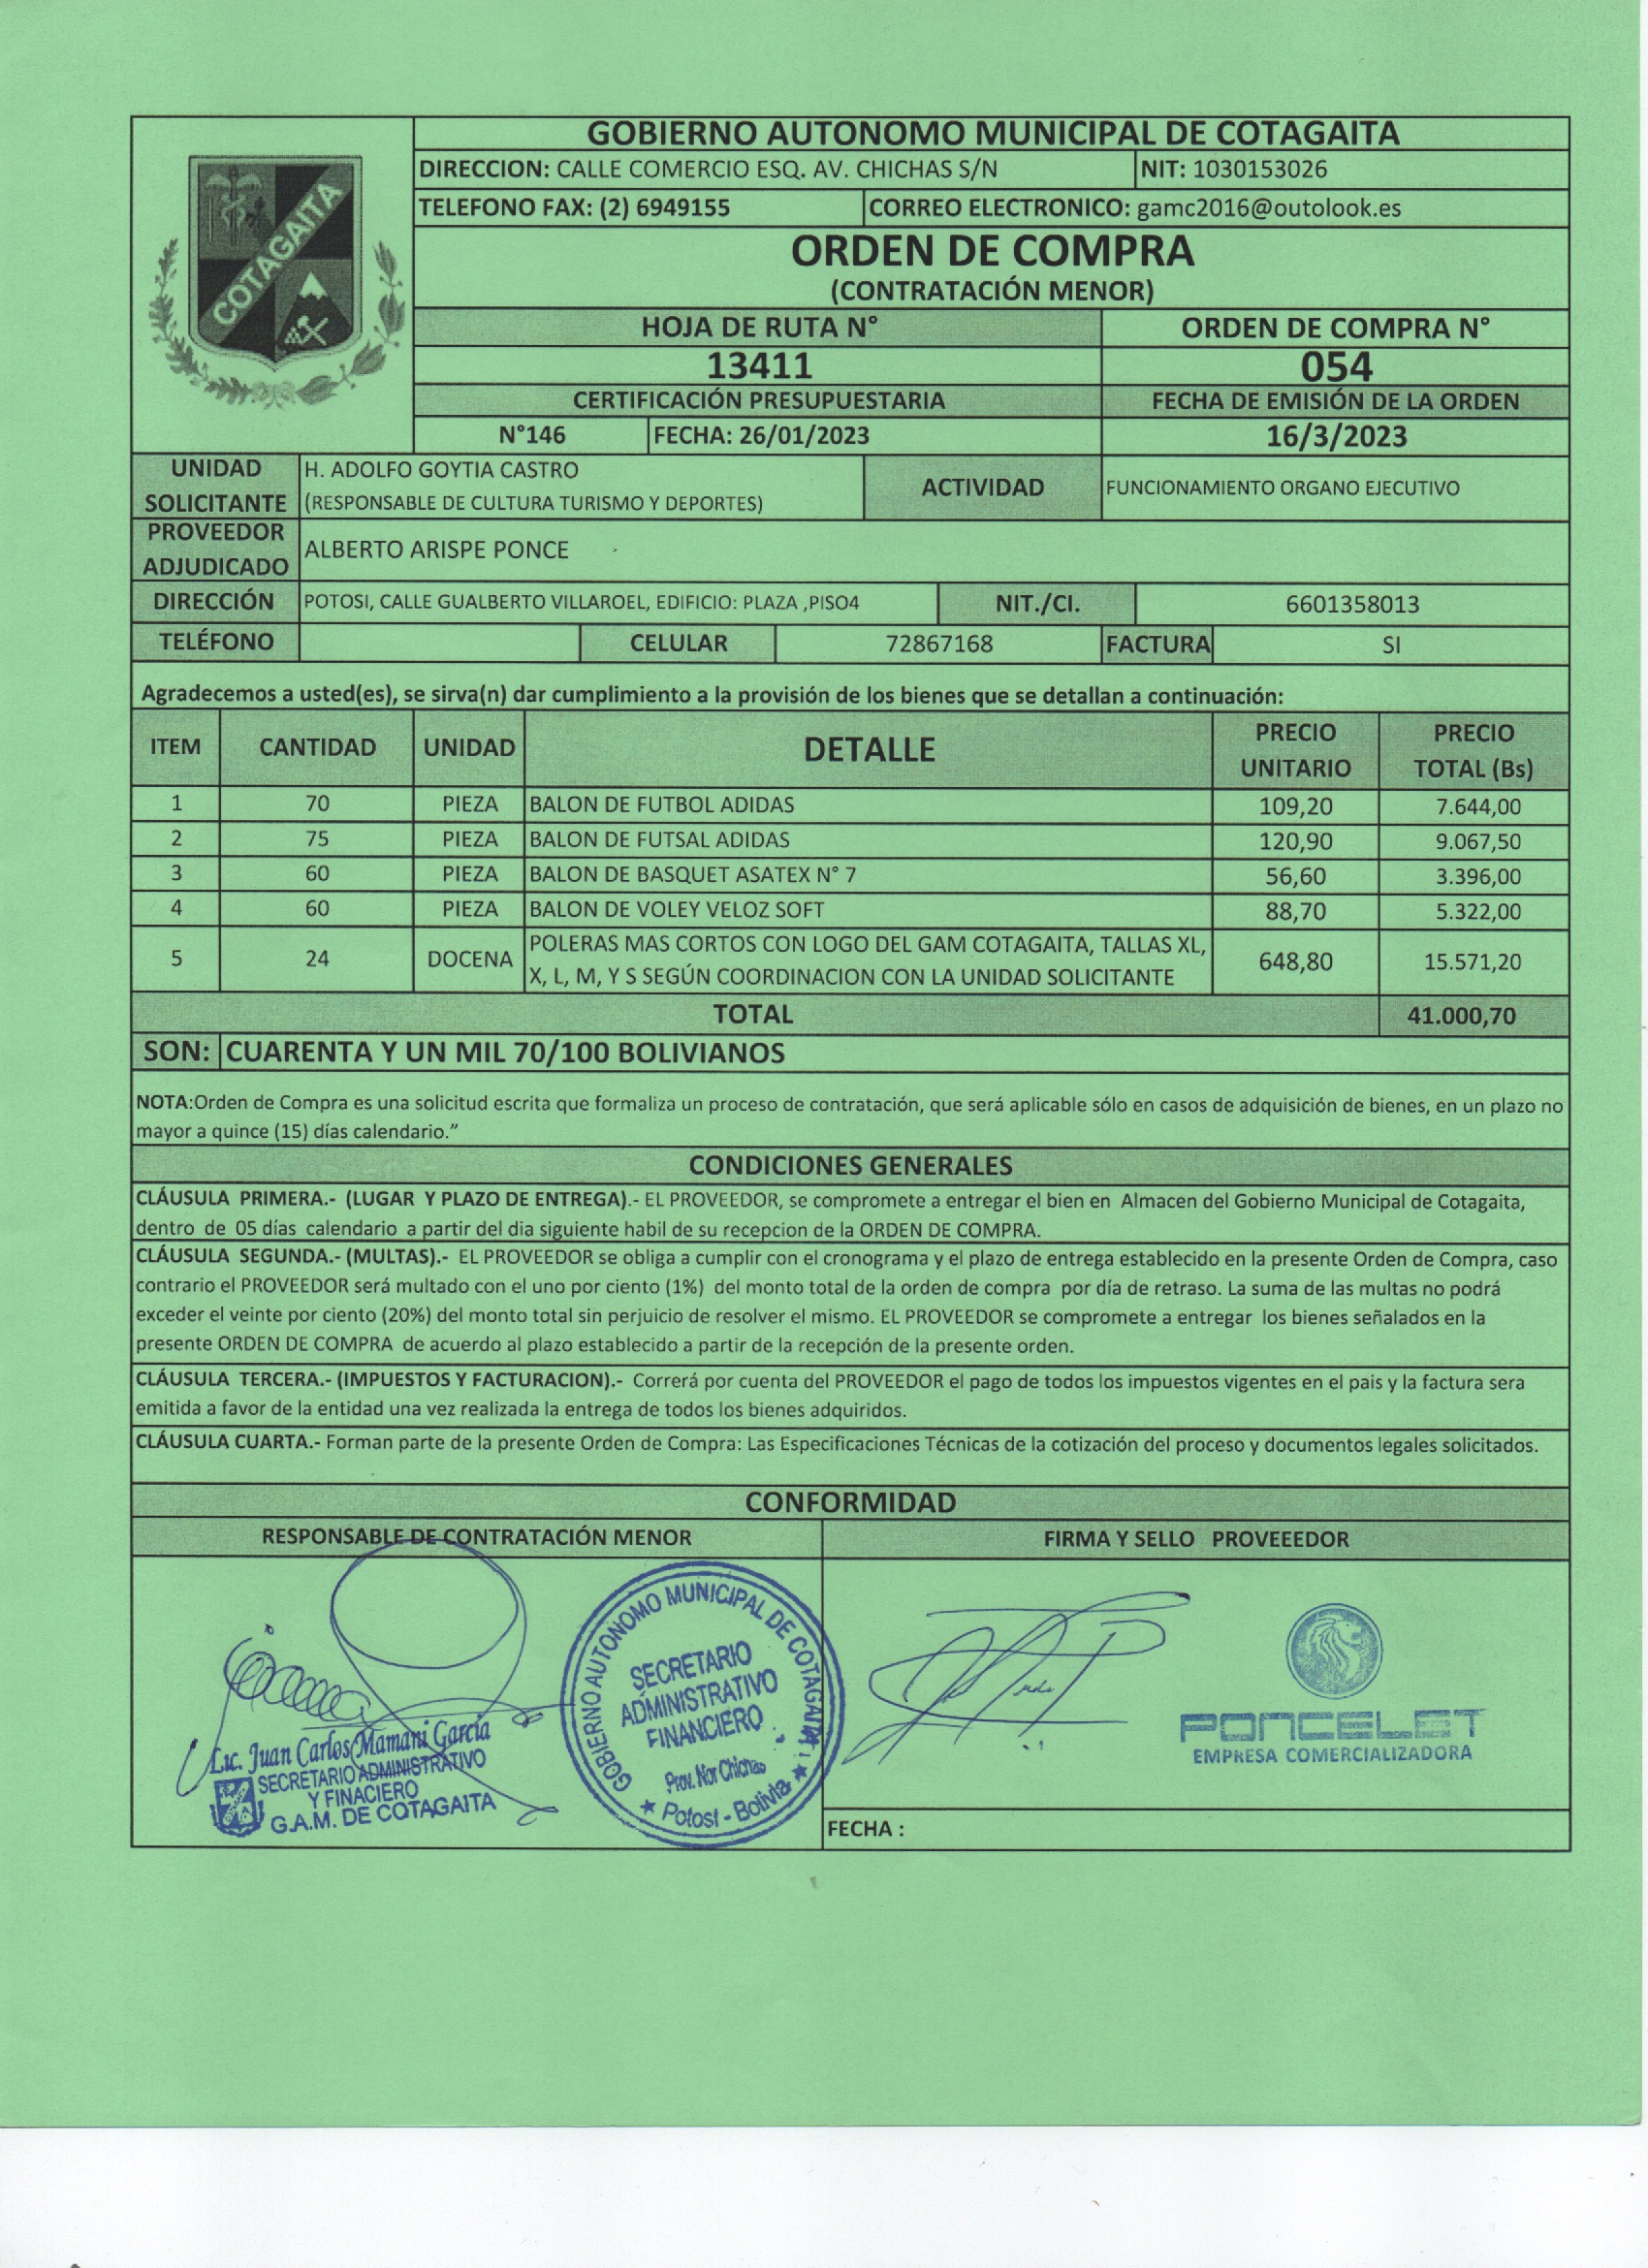 GOBIERNO AUTONOMO MUNICIPAL DE COTAGAITA
DIRECCION: CALLE COMERCIO ESQ. AV. CHICHAS S/N NIT: 1030153026
TELEFONO FAX: (2) 6949155 CORREO ELECTRONICO: gamc2016@outolook.es
COTAGAITA
ORDEN DE COMPRA
(CONTRATACIÓN MENOR)
HOJA DE RUTA N° ORDEN DE COMPRA N°
13411 054
CERTIFICACIÓN PRESUPUESTARIA FECHA DE EMISIÓN DE LA ORDEN
N°146 FECHA: 26/01/2023 16/3/2023
UNIDAD SOLICITANTE H. ADOLFO GOYTIA CASTRO
(RESPONSABLE DE CULTURA TURISMO Y DEPORTES) ACTIVIDAD FUNCIONAMIENTO ORGANO EJECUTIVO
PROVEEDOR ADJUDICADO ALBERTO ARISPE PONCE
DIRECCIÓN POTOSI, CALLE GUALBERTO VILLAROEL, EDIFICIO: PLAZA ,PISO4 NIT./CI. 6601358013
TELÉFONO CELULAR 72867168 FACTURA SI
Agradecemos a usted(es), se sirva(n) dar cumplimiento a la provisión de los bienes que se detallan a continuación:
ITEM CANTIDAD UNIDAD DETALLE PRECIO UNITARIO PRECIO TOTAL (Bs)
1 70 PIEZA BALON DE FUTBOL ADIDAS 109,20 7.644,00
2 75 PIEZA BALON DE FUTSAL ADIDAS 120,90 9.067,50
3 60 PIEZA BALON DE BASQUET ASATEX N° 7 56,60 3.396,00
4 60 PIEZA BALON DE VOLEY VELOZ SOFT 88,70 5.322,00
5 24 DOCENA POLERAS MAS CORTOS CON LOGO DEL GAM COTAGAITA, TALLAS XL,
X, L, M, Y S SEGÚN COORDINACION CON LA UNIDAD SOLICITANTE 648,80 15.571,20
TOTAL 41.000,70
SON: CUARENTA Y UN MIL 70/100 BOLIVIANOS
NOTA:Orden de Compra es una solicitud escrita que formaliza un proceso de contratación, que será aplicable sólo en casos de adquisición de bienes, en un plazo no
mayor a quince (15) días calendario.”
CONDICIONES GENERALES
CLÁUSULA PRIMERA.- (LUGAR Y PLAZO DE ENTREGA).- EL PROVEEDOR, se compromete a entregar el bien en Almacen del Gobierno Municipal de Cotagaita,
dentro de 05 días calendario a partir del dia siguiente habil de su recepcion de la ORDEN DE COMPRA.
CLÁUSULA SEGUNDA.- (MULTAS).- EL PROVEEDOR se obliga a cumplir con el cronograma y el plazo de entrega establecido en la presente Orden de Compra, caso
contrario el PROVEEDOR será multado con el uno por ciento (1%) del monto total de la orden de compra por día de retraso. La suma de las multas no podrá
exceder el veinte por ciento (20%) del monto total sin perjuicio de resolver el mismo. EL PROVEEDOR se compromete a entregar los bienes señalados en la
presente ORDEN DE COMPRA de acuerdo al plazo establecido a partir de la recepción de la presente orden.
CLÁUSULA TERCERA.- (IMPUESTOS Y FACTURACION).- Correrá por cuenta del PROVEEDOR el pago de todos los impuestos vigentes en el pais y la factura sera
emitida a favor de la entidad una vez realizada la entrega de todos los bienes adquiridos.
CLÁUSULA CUARTA.- Forman parte de la presente Orden de Compra: Las Especificaciones Técnicas de la cotización del proceso y documentos legales solicitados.
CONFORMIDAD
RESPONSABLE DE CONTRATACIÓN MENOR FIRMA Y SELLO PROVEEEDOR
Lic. Juan Carlos Mamani García
SECRETARIO ADMINISTRATIVO
Y FINACIERO
G.A.M. DE COTAGAITA
GOBIERNO AUTONOMO MUNICIPAL DE COTAGAITA
SECRETARIO
ADMINISTRATIVO
FINANCIERO
Prov. Nor Chichas
★ Potosi - Bolivia ★
PONCELET
EMPRESA COMERCIALIZADORA
FECHA :